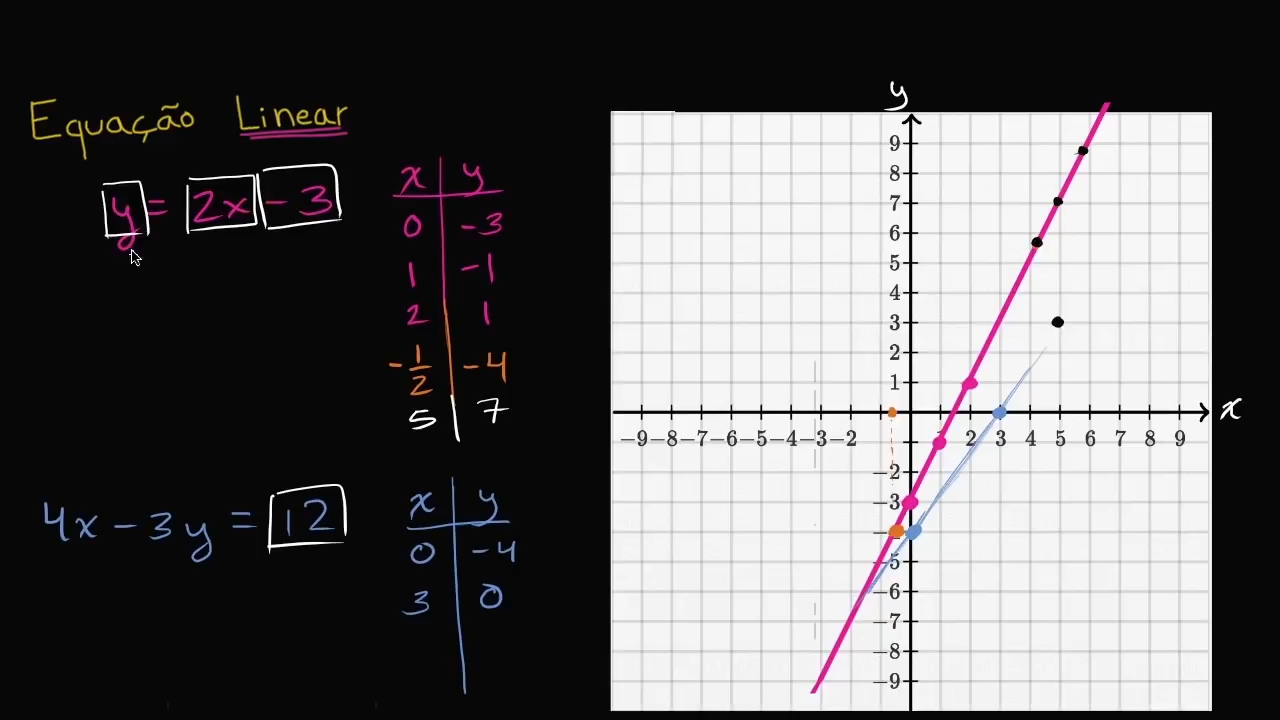 Equação Linear
y = 2x - 3
x y
0 -3
1 -1
2 1
-1/2 -4
5 7
4x - 3y = 12
x y
0 -4
3 0
y
9
8
7
6
5
4
3
2
1
x
-9 -8 -7 -6 -5 -4 -3 -2 1 2 3 4 5 6 7 8 9
-2
-3
-5
-6
-7
-8
-9